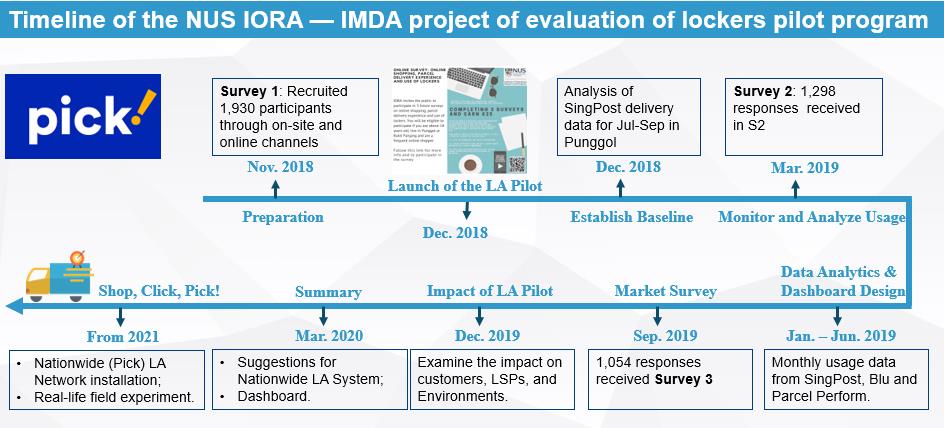 Timeline of the NUS IORA — IMDA project of evaluation of lockers pilot program
pick!
Survey 1: Recruited
1,930 participants
through on-site and
online channels
Nov. 2018
Preparation
ONLINE SURVEY: ONLINE
SHOPPING, PARCEL
DELIVERY EXPERIENCE
AND USE OF LOCKERS
NUS
COMPLETING 3 SURVEYS
AND EARN $25
Launch of the LA Pilot
Dec. 2018
Analysis of
SingPost delivery
data for Jul-Sep in
Punggol
Dec. 2018
Establish Baseline
Survey 2: 1,298
responses received
in S2
Mar. 2019
Monitor and Analyze Usage
Data Analytics &
Dashboard Design
Jan. – Jun. 2019
Monthly usage data
from SingPost, Blu and
Parcel Perform.
Market Survey
Sep. 2019
1,054 responses
received Survey 3
Impact of LA Pilot
Dec. 2019
Examine the impact on
customers, LSPs, and
Environments.
Summary
Mar. 2020
• Suggestions for
Nationwide LA System;
• Dashboard.
Shop, Click, Pick!
From 2021
• Nationwide (Pick) LA
Network installation;
• Real-life field experiment.